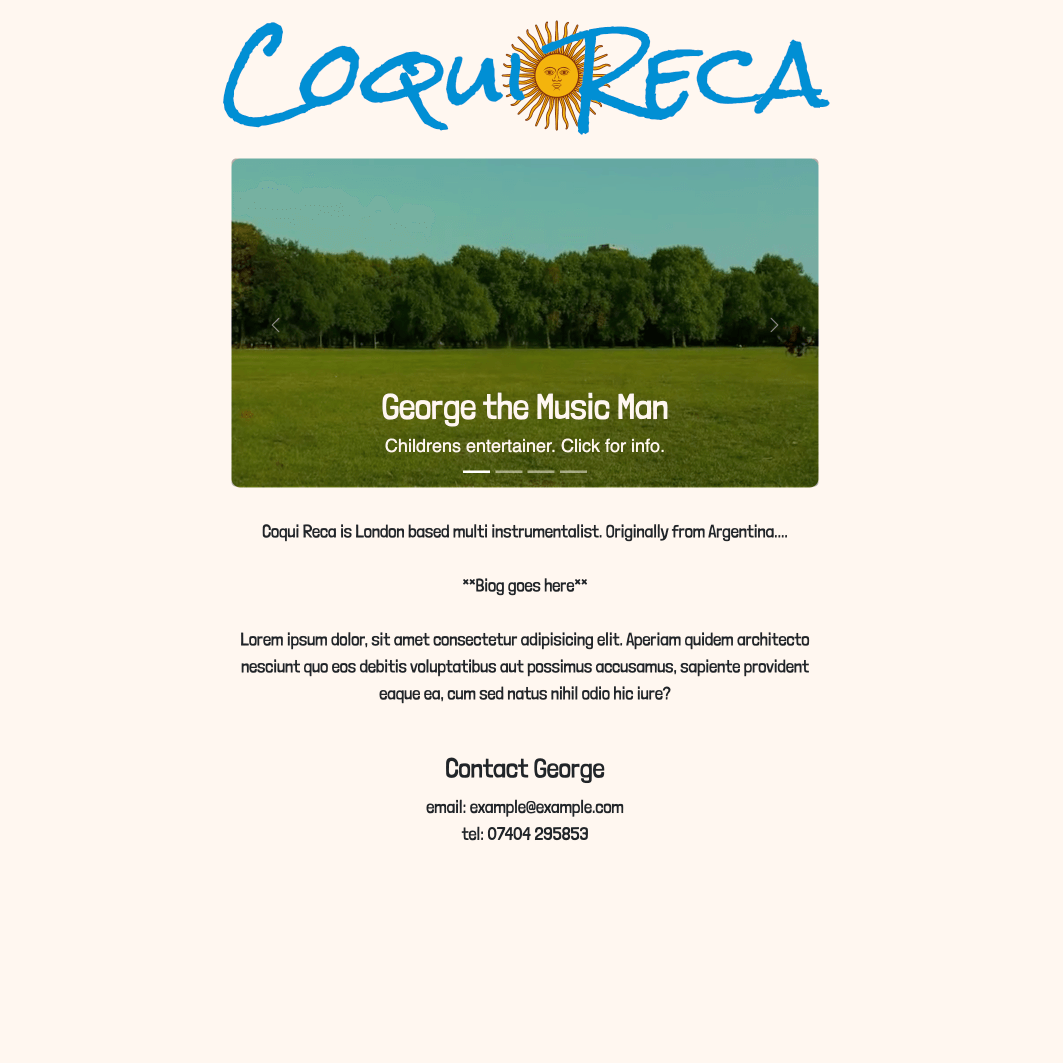 Coqui Reca
George the Music Man
Childrens entertainer. Click for info.
Coqui Reca is London based multi instrumentalist. Originally from Argentina....
**Biog goes here**
Lorem ipsum dolor, sit amet consectetur adipisicing elit. Aperiam quidem architecto
nesciunt quo eos debitis voluptatibus aut possimus accusamus, sapiente provident
eaque ea, cum sed natus nihil odio hic iure?
Contact George
email: example@example.com
tel: 07404 295853